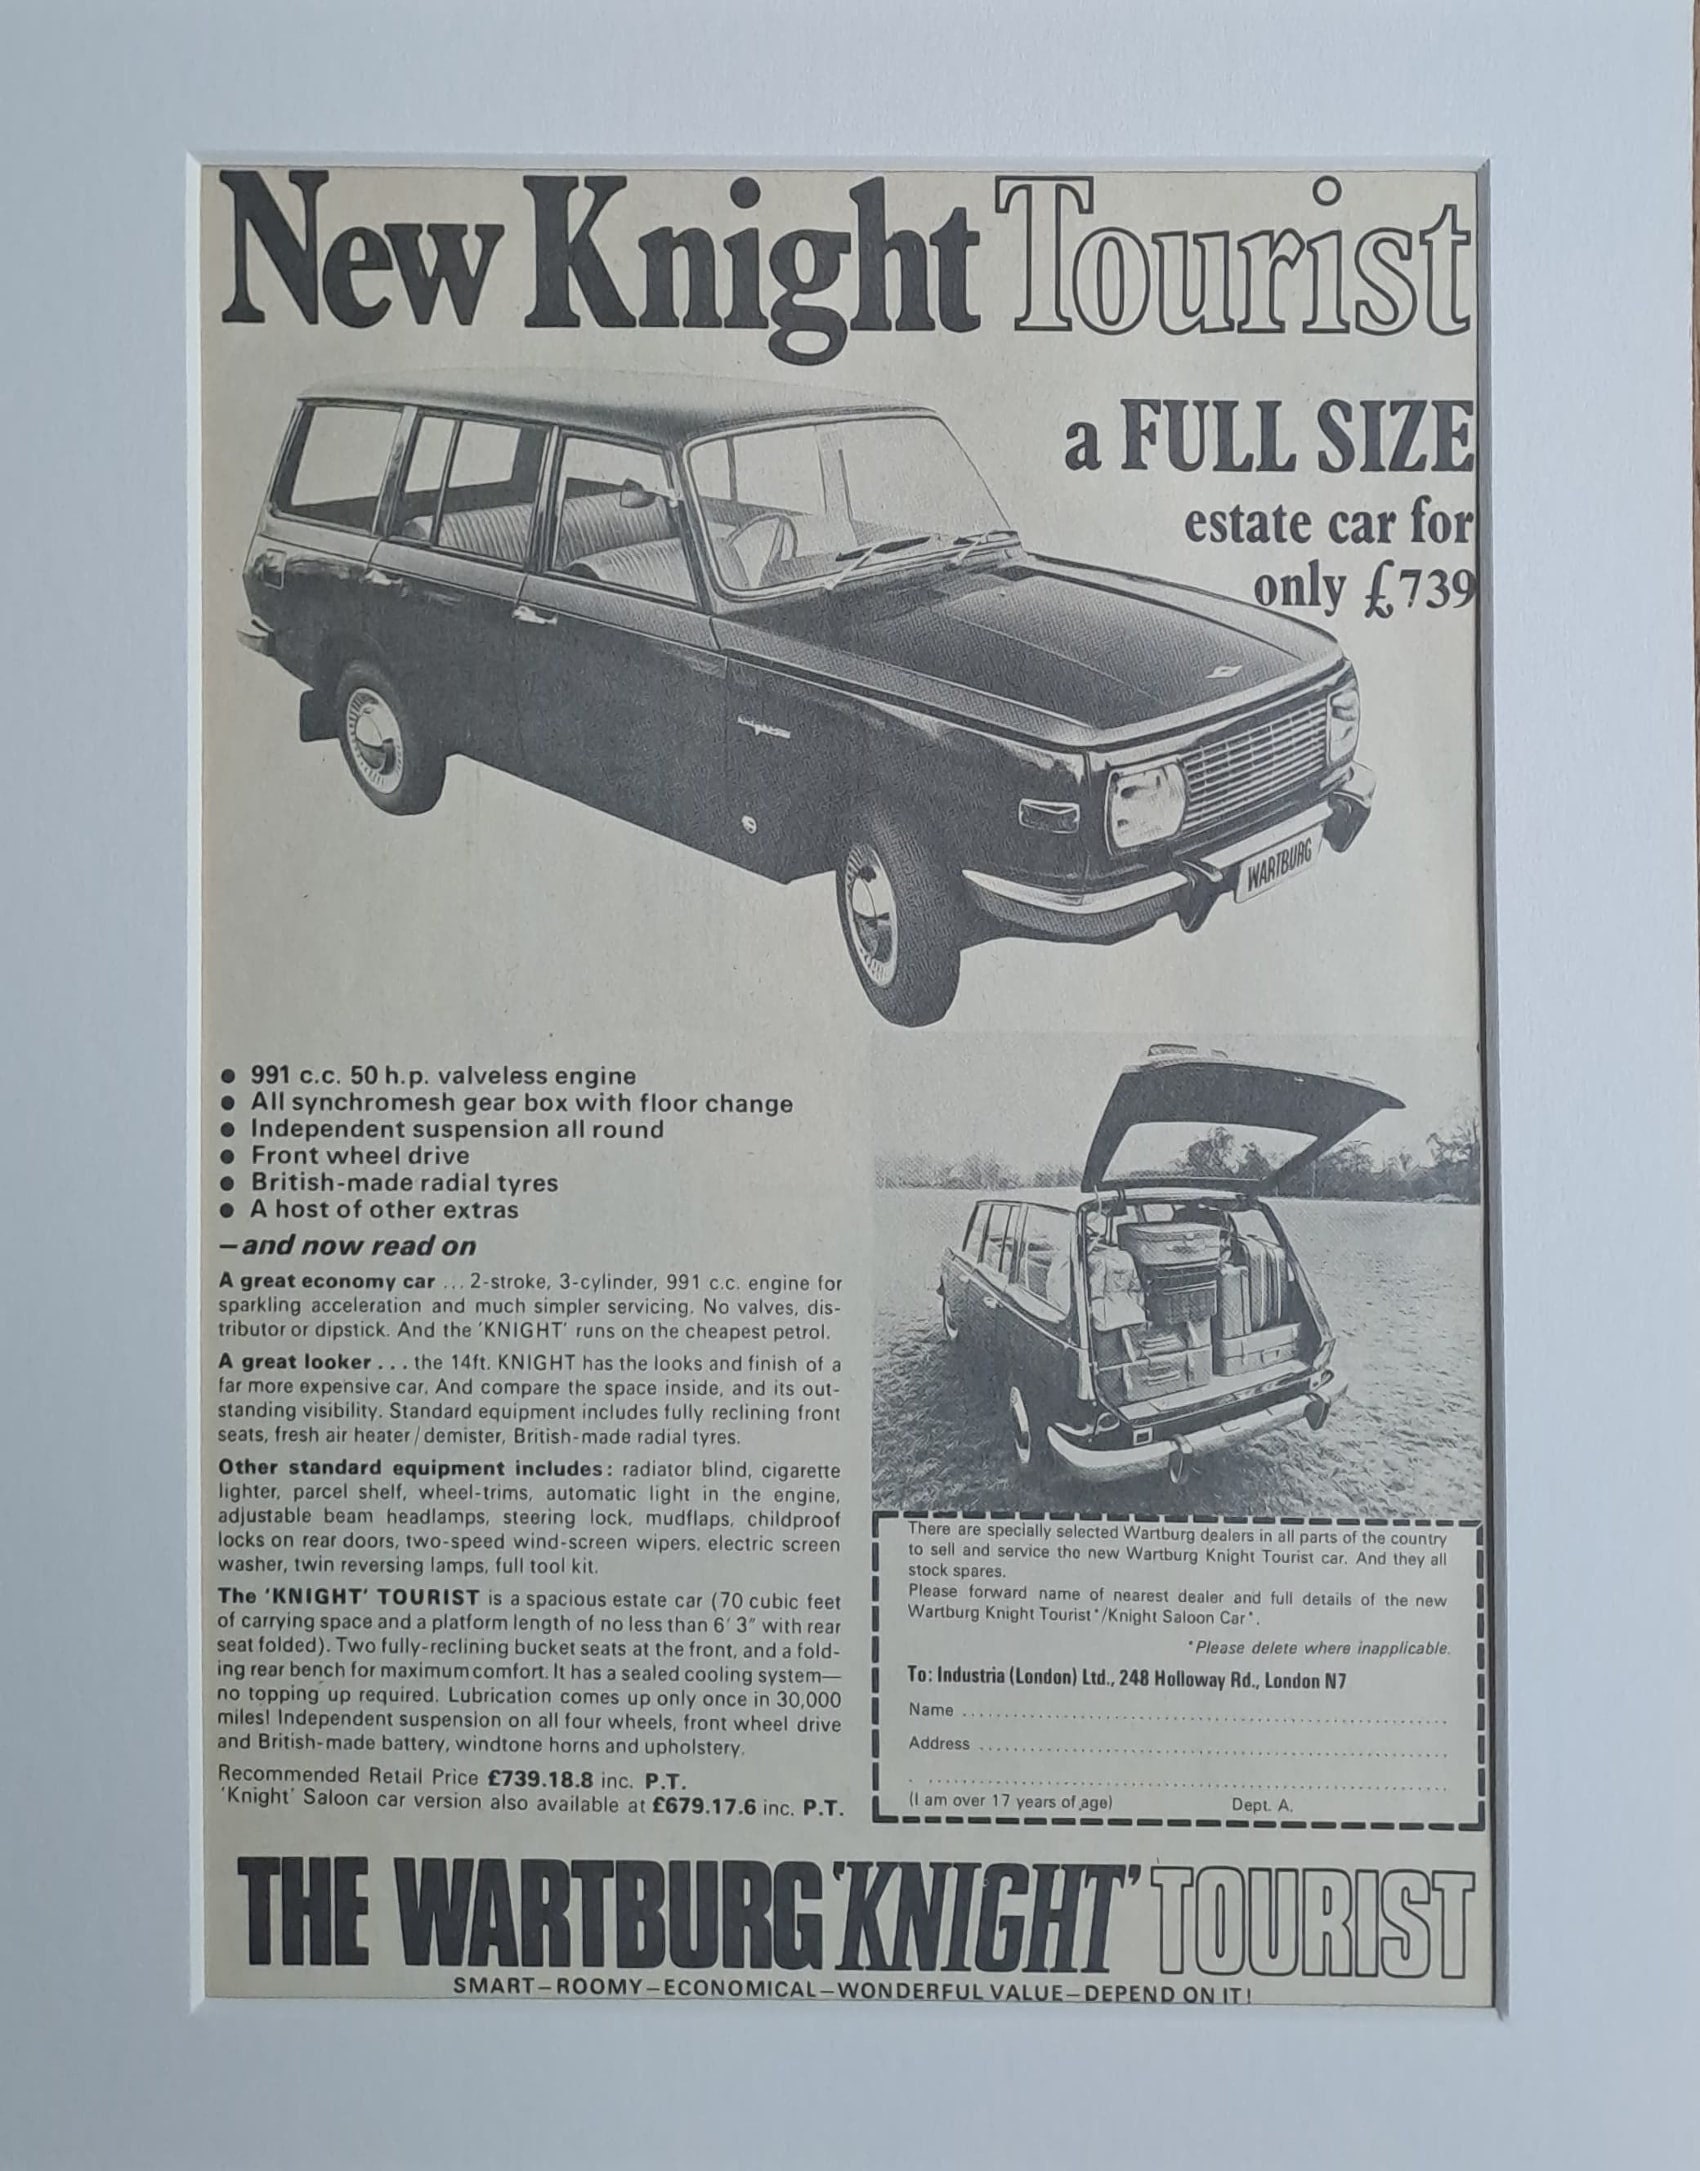 New Knight Tourist
a FULL SIZE
estate car for
only £739
WARTBURG
● 991 c.c. 50 h.p. valveless engine
● All synchromesh gear box with floor change
● Independent suspension all round
● Front wheel drive
● British-made radial tyres
● A host of other extras
—and now read on
A great economy car ... 2-stroke, 3-cylinder, 991 c.c. engine for
sparkling acceleration and much simpler servicing. No valves, dis-
tributor or dipstick. And the 'KNIGHT' runs on the cheapest petrol.
A great looker ... the 14ft. KNIGHT has the looks and finish of a
far more expensive car. And compare the space inside, and its out-
standing visibility. Standard equipment includes fully reclining front
seats, fresh air heater/demister, British-made radial tyres.
Other standard equipment includes: radiator blind, cigarette
lighter, parcel shelf, wheel-trims, automatic light in the engine,
adjustable beam headlamps, steering lock, mudflaps, childproof
locks on rear doors, two-speed wind-screen wipers, electric screen
washer, twin reversing lamps, full tool kit.
The 'KNIGHT' TOURIST is a spacious estate car (70 cubic feet
of carrying space and a platform length of no less than 6' 3" with rear
seat folded). Two fully-reclining bucket seats at the front, and a fold-
ing rear bench for maximum comfort. It has a sealed cooling system—
no topping up required. Lubrication comes up only once in 30,000
miles! Independent suspension on all four wheels, front wheel drive
and British-made battery, windtone horns and upholstery.
Recommended Retail Price £739.18.8 inc. P.T.
'Knight' Saloon car version also available at £679.17.6 inc. P.T.
There are specially selected Wartburg dealers in all parts of the country
to sell and service the new Wartburg Knight Tourist car. And they all
stock spares.
Please forward name of nearest dealer and full details of the new
Wartburg Knight Tourist*/Knight Saloon Car*.
*Please delete where inapplicable.
To: Industria (London) Ltd., 248 Holloway Rd., London N7
Name
Address
(I am over 17 years of age) Dept. A.
THE WARTBURG 'KNIGHT' TOURIST
SMART—ROOMY—ECONOMICAL—WONDERFUL VALUE—DEPEND ON IT!